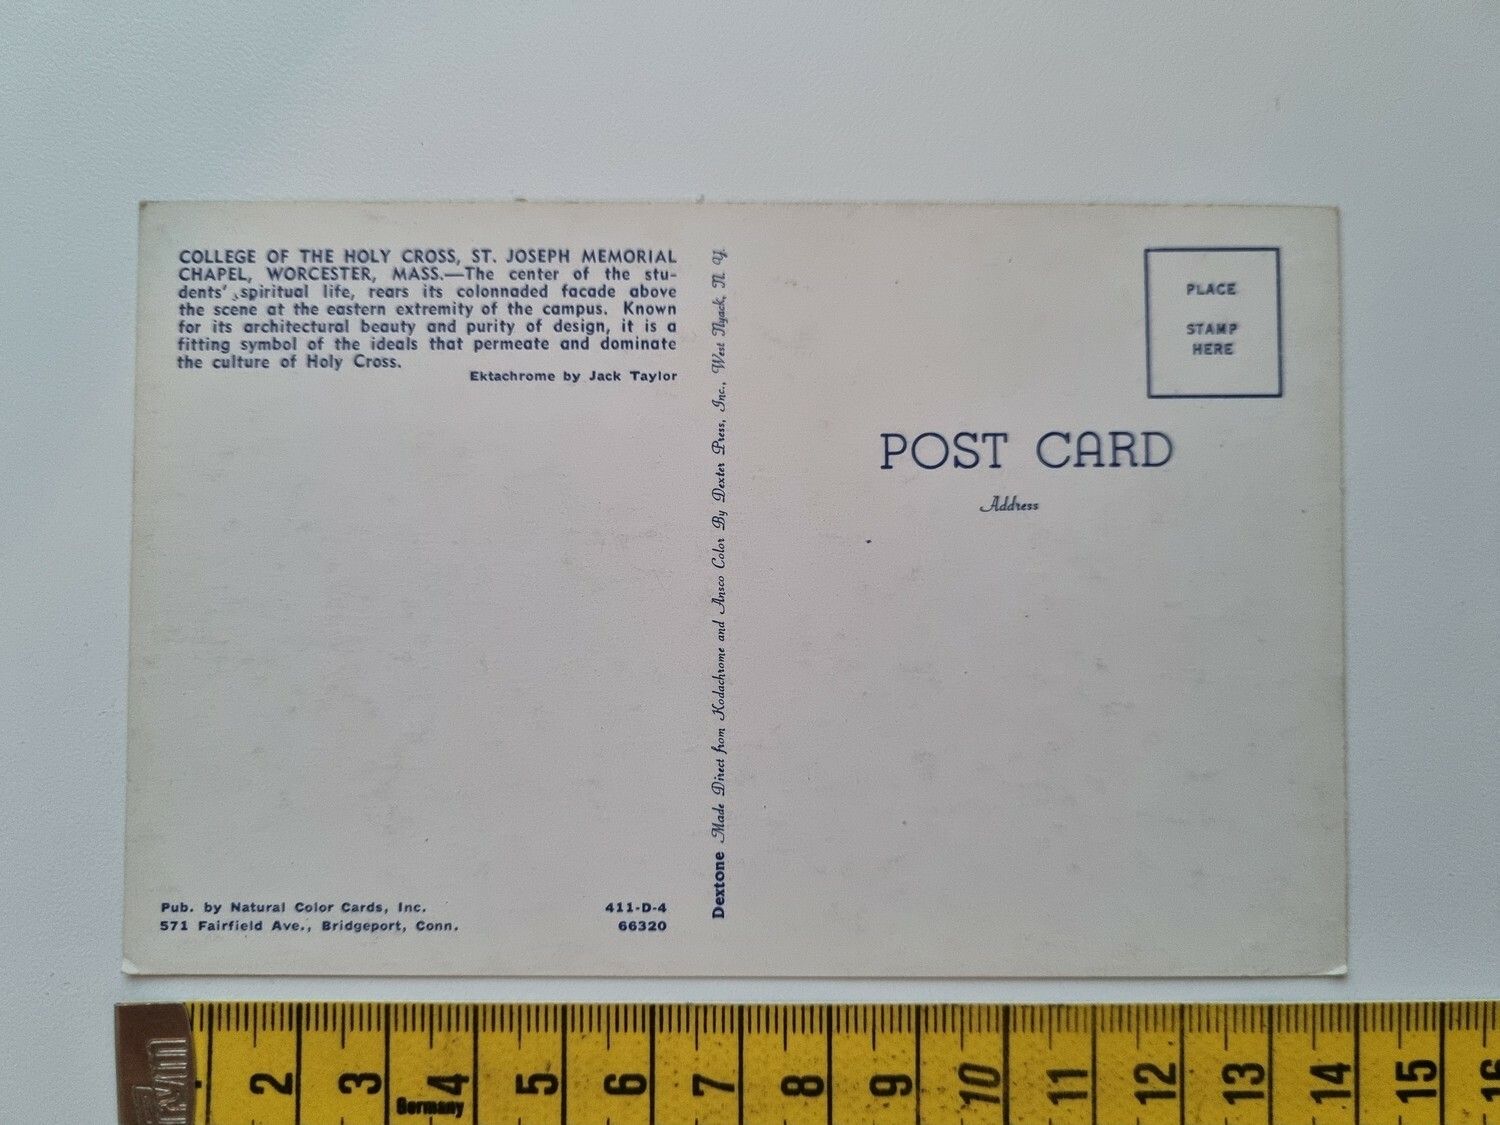 COLLEGE OF THE HOLY CROSS, ST. JOSEPH MEMORIAL
CHAPEL, WORCESTER, MASS.—The center of the stu-
dents' spiritual life, rears its colonnaded facade above
the scene at the eastern extremity of the campus. Known
for its architectural beauty and purity of design, it is a
fitting symbol of the ideals that permeate and dominate
the culture of Holy Cross.
Ektachrome by Jack Taylor
Pub. by Natural Color Cards, Inc.
571 Fairfield Ave., Bridgeport, Conn.
411-D-4
66320
Dextone Made Direct from Kodachrome and Ansco Color By Dexter Press, Inc., West Nyack, N. Y.
PLACE
STAMP
HERE
POST CARD
Address
2 3 4 5 6 7 8 9 10 11 12 13 14 15 16
Germany